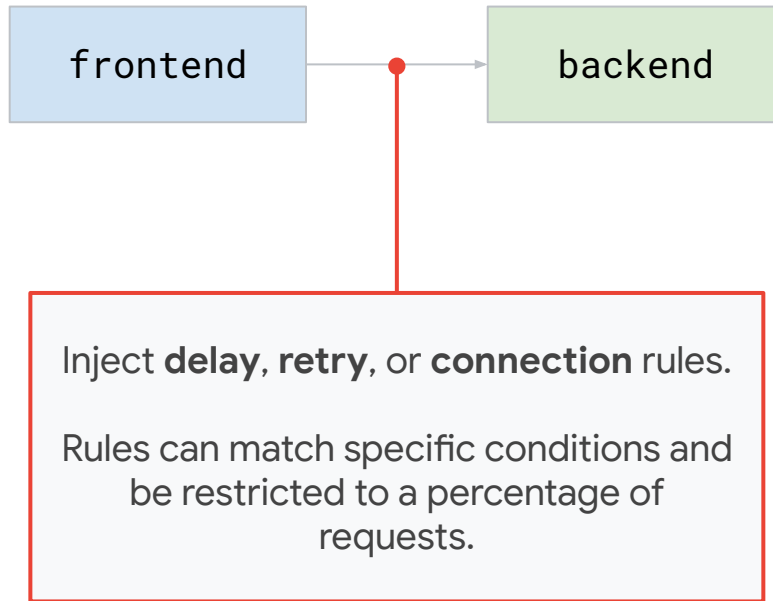 frontend
backend
Inject delay, retry, or connection rules.
Rules can match specific conditions and
be restricted to a percentage of
requests.